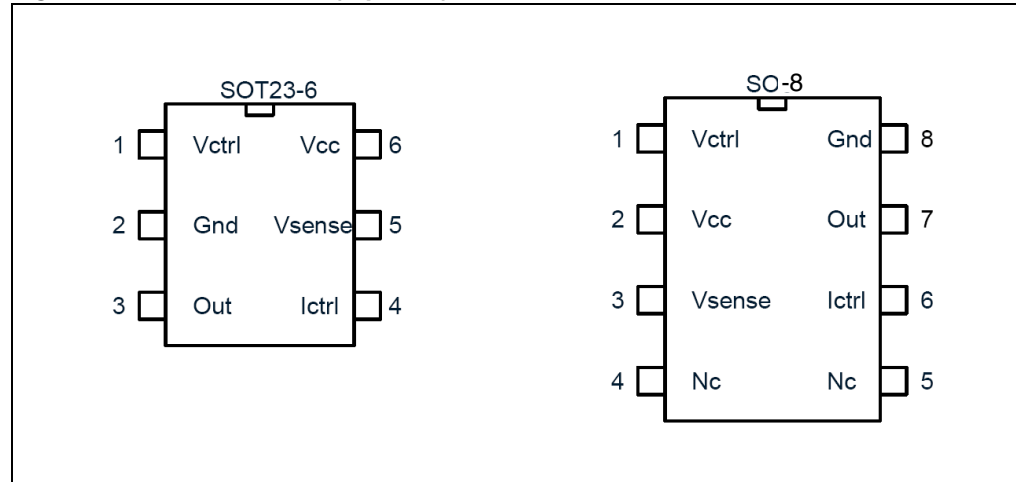 SOT23-6
1 Vctrl Vcc 6
2 Gnd Vsense 5
3 Out Ictrl 4
SO-8
1 Vctrl Gnd 8
2 Vcc Out 7
3 Vsense Ictrl 6
4 Nc Nc 5